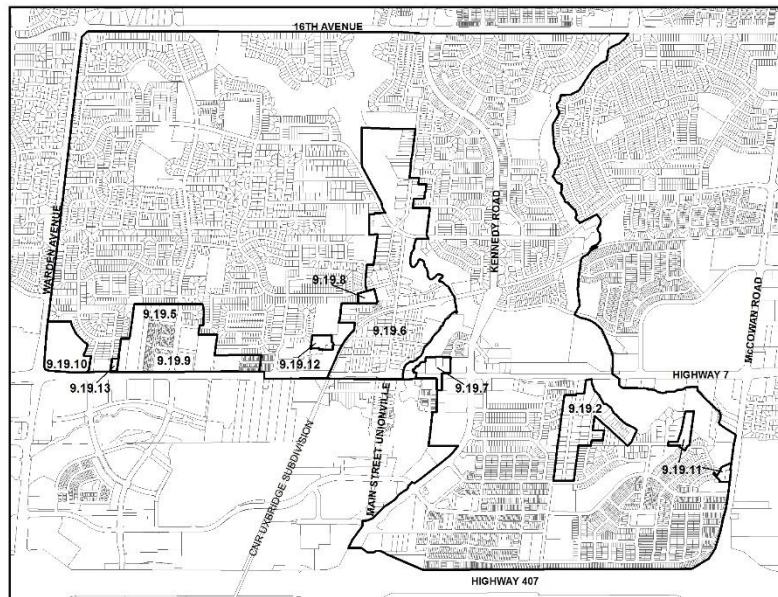 16TH AVENUE
WARDEN AVENUE
KENNEDY ROAD
McCOWAN ROAD
9.19.8
9.19.5
9.19.6
9.19.9
9.19.12
9.19.10
9.19.13
9.19.7
HIGHWAY 7
9.19.2
MAIN STREET UNIONVILLE
CNR UXBRIDGE SUBDIVISION
9.19.11
HIGHWAY 407